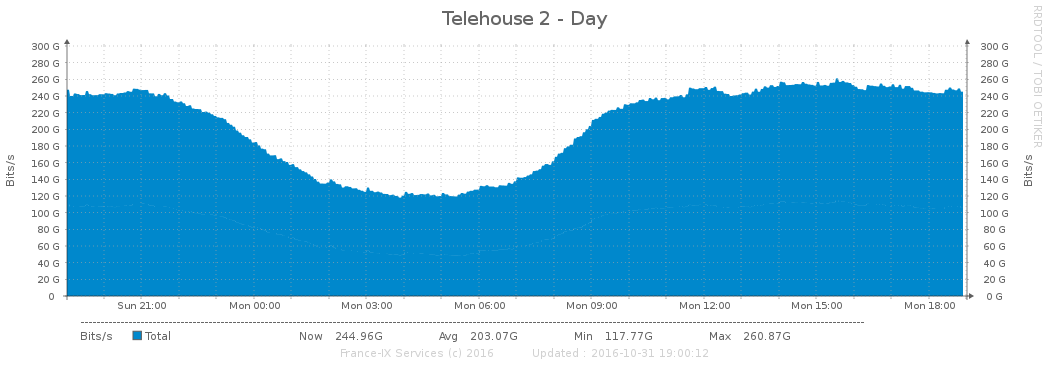 Telehouse 2 - Day
RRDTOOL / TOBI OETIKER
Bits/s
300 G
280 G
260 G
240 G
220 G
200 G
180 G
160 G
140 G
120 G
100 G
80 G
60 G
40 G
20 G
0
300 G
280 G
260 G
240 G
220 G
200 G
180 G
160 G
140 G
120 G
100 G
80 G
60 G
40 G
20 G
0 G
Bits/s
Sun 21:00 Mon 00:00 Mon 03:00 Mon 06:00 Mon 09:00 Mon 12:00 Mon 15:00 Mon 18:00
Bits/s Total Now 244.96G Avg 203.07G Min 117.77G Max 260.87G
France-IX Services (c) 2016 Updated : 2016-10-31 19:00:12